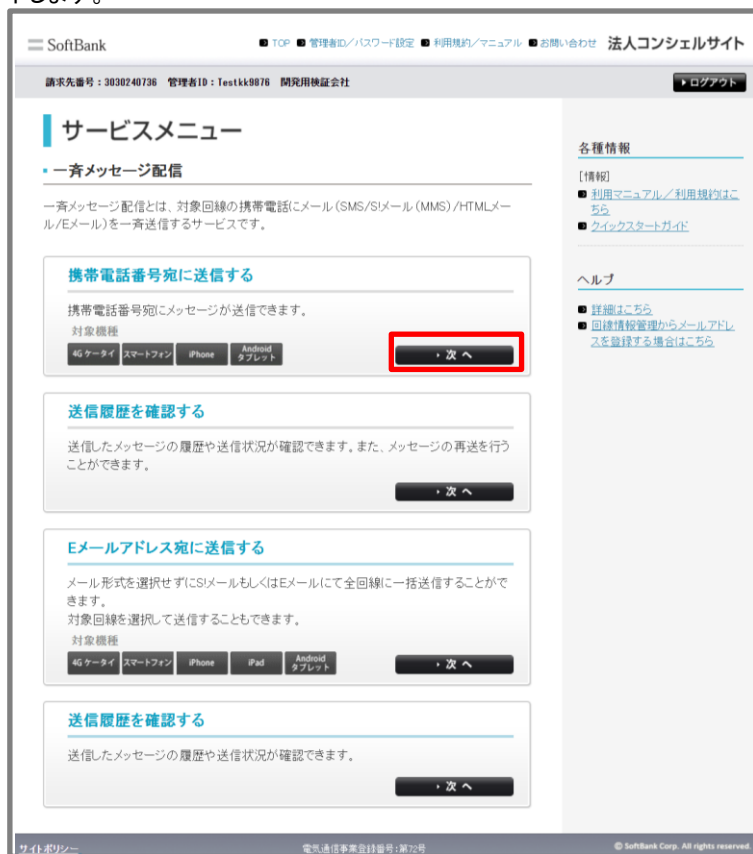 します。
SoftBank
TOP 管理者ID/パスワード設定 利用規約/マニュアル お問い合わせ 法人コンシェルサイト
請求先番号:3030240736 管理者ID:Testkk9876 開発用検証会社
ログアウト
サービスメニュー
一斉メッセージ配信
一斉メッセージ配信とは、対象回線の携帯電話にメール(SMS/S!メール(MMS)/HTMLメー
ル/Eメール)を一斉送信するサービスです。
携帯電話番号宛に送信する
携帯電話番号宛にメッセージが送信できます。
対象機種
4G ケータイ スマートフォン iPhone Android タブレット
次 へ
送信履歴を確認する
送信したメッセージの履歴や送信状況が確認できます。また、メッセージの再送を行う
ことができます。
次 へ
Eメールアドレス宛に送信する
メール形式を選択せずにS!メールもしくはEメールにて全回線に一括送信することがで
きます。
対象回線を選択して送信することもできます。
対象機種
4G ケータイ スマートフォン iPhone iPad Android タブレット
次 へ
送信履歴を確認する
送信したメッセージの履歴や送信状況が確認できます。
次 へ
各種情報
[情報]
利用マニュアル/利用規約はこ
ちら
クイックスタートガイド
ヘルプ
詳細はこちら
回線情報管理からメールアドレ
スを登録する場合はこちら
サイトポリシー
電気通信事業登録番号:第72号
© SoftBank Corp. All rights reserved